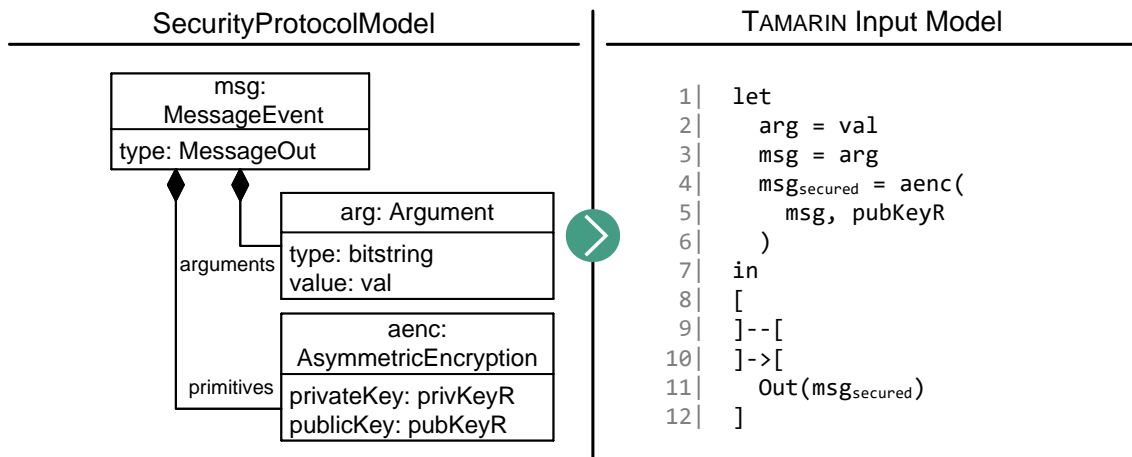 SecurityProtocolModel
msg:
MessageEvent
type: MessageOut
arguments
arg: Argument
type: bitstring
value: val
primitives
aenc:
AsymmetricEncryption
privateKey: privKeyR
publicKey: pubKeyR
TAMARIN Input Model
1| let
2| arg = val
3| msg = arg
4| msgsecured = aenc(
5| msg, pubKeyR
6| )
7| in
8| [
9| ]--[
10| ]->[
11| Out(msgsecured)
12| ]